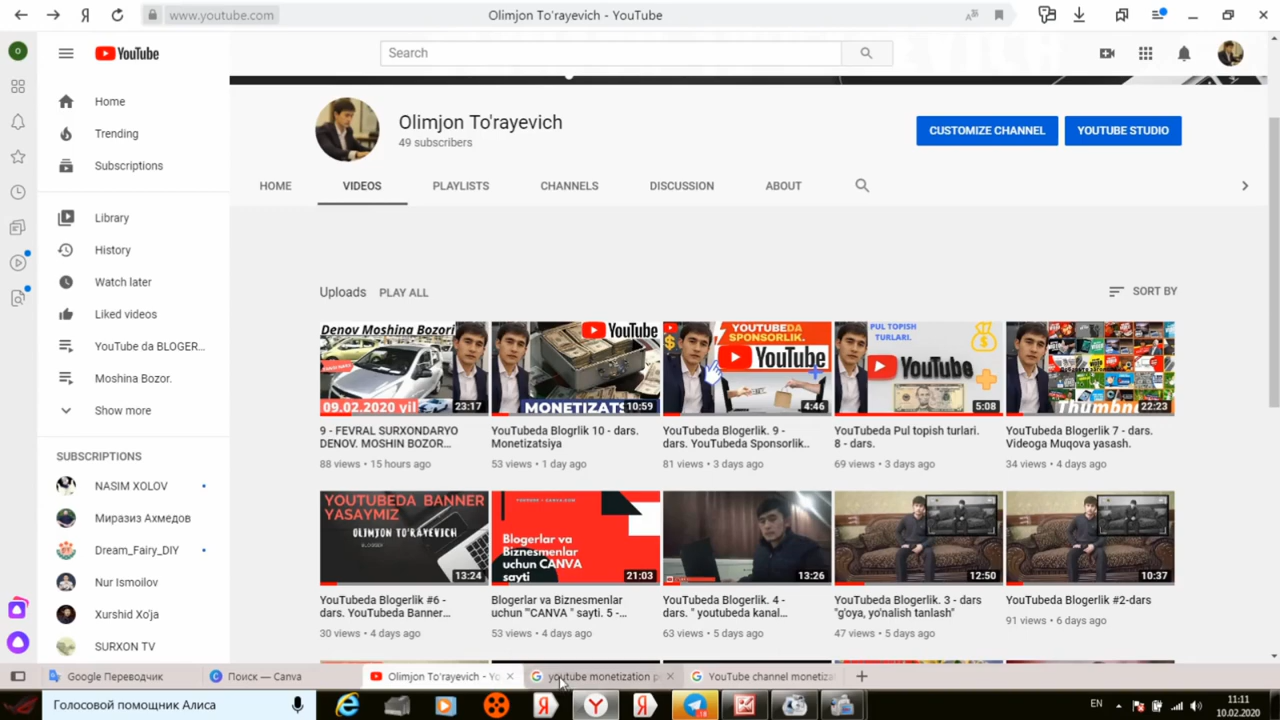 www.youtube.com
Olimjon To'rayevich - YouTube
YouTube
Search
Home
Trending
Subscriptions
Library
History
Watch later
Liked videos
YouTube da BLOGER...
Moshina Bozor.
Show more
SUBSCRIPTIONS
NASIM XOLOV
Миразиз Ахмедов
Dream_Fairy_DIY
Nur Ismoilov
Xurshid Xo'ja
SURXON TV
Olimjon To'rayevich
49 subscribers
CUSTOMIZE CHANNEL
YOUTUBE STUDIO
HOME
VIDEOS
PLAYLISTS
CHANNELS
DISCUSSION
ABOUT
Uploads
PLAY ALL
SORT BY
Denov Moshina Bozori
09.02.2020 yil
23:17
YouTube
MONETIZATS
10:59
YOUTUBEDA
SPONSORLIK.
YouTube
4:46
PUL TOPISH
TURLARI.
YouTube
5:08
Thumbn
22:23
9 - FEVRAL SURXONDARYO
DENOV. MOSHIN BOZOR...
88 views • 15 hours ago
YouTubeda Blogrlik 10 - dars.
Monetizatsiya
53 views • 1 day ago
YouTubeda Blogerlik. 9 -
dars. YouTubeda Sponsorlik..
81 views • 3 days ago
YouTubeda Pul topish turlari.
8 - dars.
69 views • 3 days ago
YouTubeda Blogerlik 7 - dars.
Videoga Muqova yasash.
34 views • 4 days ago
YOUTUBEDA BANNER
YASAYMIZ
OLIMJON TO'RAYEVICH
BLOGGER
13:24
Blogerlar va
Biznesmenlar
uchun CANVA
sayti
21:03
13:26
12:50
10:37
YouTubeda Blogerlik #6 -
dars. YouTubeda Banner...
30 views • 4 days ago
Blogerlar va Biznesmenlar
uchun "'CANVA " sayti. 5 -...
53 views • 4 days ago
YouTubeda Blogerlik. 4 -
dars. " youtubeda kanal...
63 views • 5 days ago
YouTubeda Blogerlik. 3 - dars
"g'oya, yo'nalish tanlash"
47 views • 5 days ago
YouTubeda Blogerlik #2-dars
91 views • 6 days ago
Google Переводчик
Поиск — Canva
Olimjon To'rayevich - Yo
youtube monetization p
YouTube channel monetiza
Голосовой помощник Алиса
EN
11:11
10.02.2020